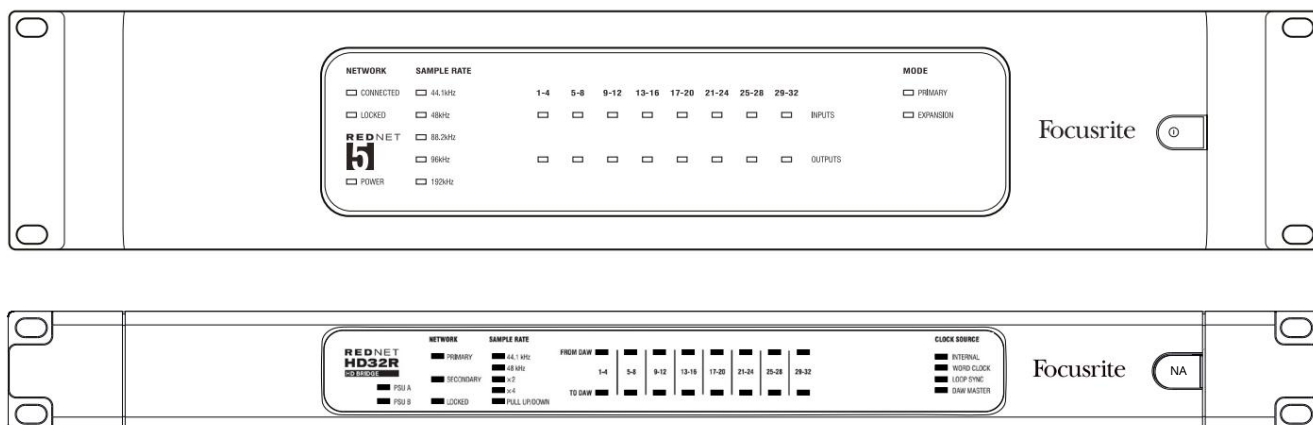 NETWORK SAMPLE RATE MODE
CONNECTED 44.1kHz 1-4 5-8 9-12 13-16 17-20 21-24 25-28 29-32 PRIMARY
LOCKED 48kHz INPUTS EXPANSION
REDNET 88.2kHz
5 96kHz OUTPUTS
POWER 192kHz
Focusrite
REDNET
HD32R
HD BRIDGE
PSU A
PSU B
NETWORK
PRIMARY
SECONDARY
LOCKED
SAMPLE RATE
44.1 kHz
48 kHz
×2
×4
PULL UP/DOWN
FROM DAW
1-4 5-8 9-12 13-16 17-20 21-24 25-28 29-32
TO DAW
CLOCK SOURCE
INTERNAL
WORD CLOCK
LOOP SYNC
DAW MASTER
Focusrite
NA